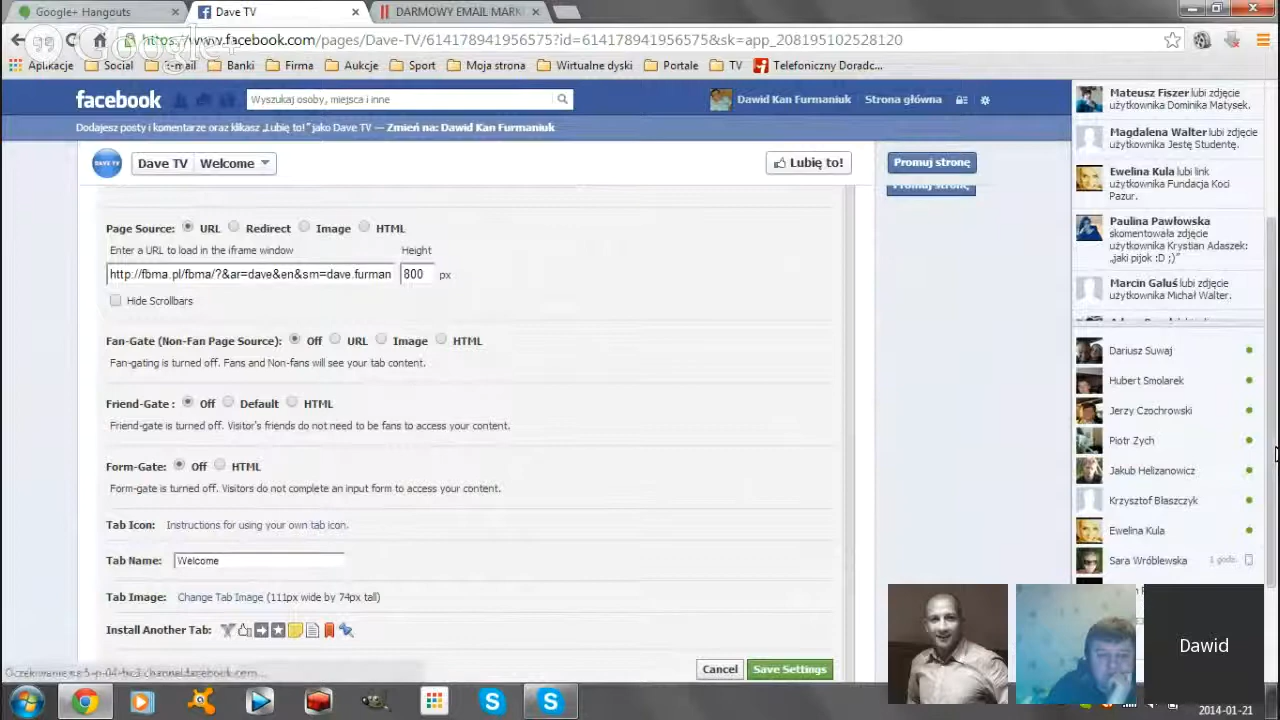 Google+ Hangouts
Dave TV
DARMOWY EMAIL MARK
https://www.facebook.com/pages/Dave-TV/614178941956575?id=614178941956575&sk=app_208195102528120
Google+
Aplikacje Social E-mail Banki Firma Aukcje Sport Moja strona Wirtualne dyski Portale TV Telefoniczny Doradc...
facebook
Wyszukaj osoby, miejsca i inne
Dawid Kan Furmaniuk Strona główna
Dodajesz posty i komentarze oraz klikasz „Lubię to!” jako Dave TV — Zmień na: Dawid Kan Furmaniuk
DAVE TV
Dave TV Welcome
Lubię to!
Promuj stronę
Promuj stronę
Page Source: URL Redirect Image HTML
Enter a URL to load in the iframe window Height
http://fbma.pl/fbma/?&ar=dave&en&sm=dave.furman 800 px
Hide Scrollbars
Fan-Gate (Non-Fan Page Source): Off URL Image HTML
Fan-gating is turned off. Fans and Non-fans will see your tab content.
Friend-Gate : Off Default HTML
Friend-gate is turned off. Visitor's friends do not need to be fans to access your content.
Form-Gate: Off HTML
Form-gate is turned off. Visitors do not complete an input form to access your content.
Tab Icon: Instructions for using your own tab icon.
Tab Name: Welcome
Tab Image: Change Tab Image (111px wide by 74px tall)
Install Another Tab:
Cancel Save Settings
Mateusz Fiszer lubi zdjęcie
użytkownika Dominika Matysek.
Magdalena Walter lubi zdjęcie
użytkownika Jestę Studentę.
Ewelina Kula lubi link
użytkownika Fundacja Koci
Pazur.
Paulina Pawłowska
skomentowała zdjęcie
użytkownika Krystian Adaszek:
„jaki pijok :D ;)”
Marcin Galuś lubi zdjęcie
użytkownika Michał Walter.
Dariusz Suwaj
Hubert Smolarek
Jerzy Czochrowski
Piotr Zych
Jakub Helizanowicz
Krzysztof Błaszczyk
Ewelina Kula
Sara Wróblewska 1 godz.
Dawid
2014-01-21